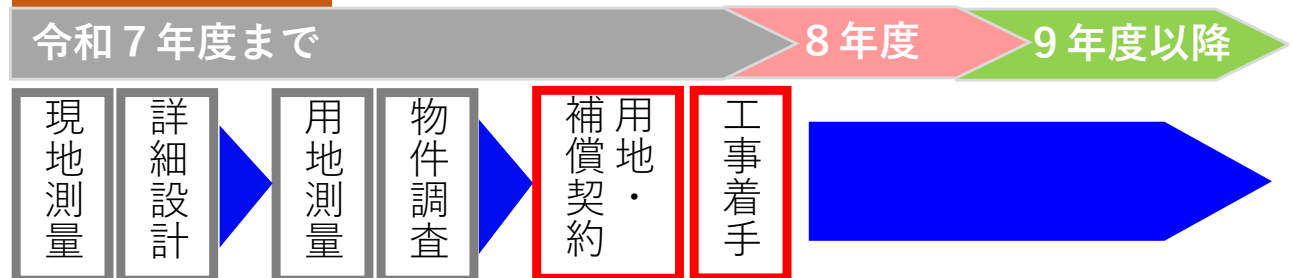 令和７年度まで
８年度
９年度以降
現地測量
詳細設計
用地測量
物件調査
用地・
補償契約
工事着手